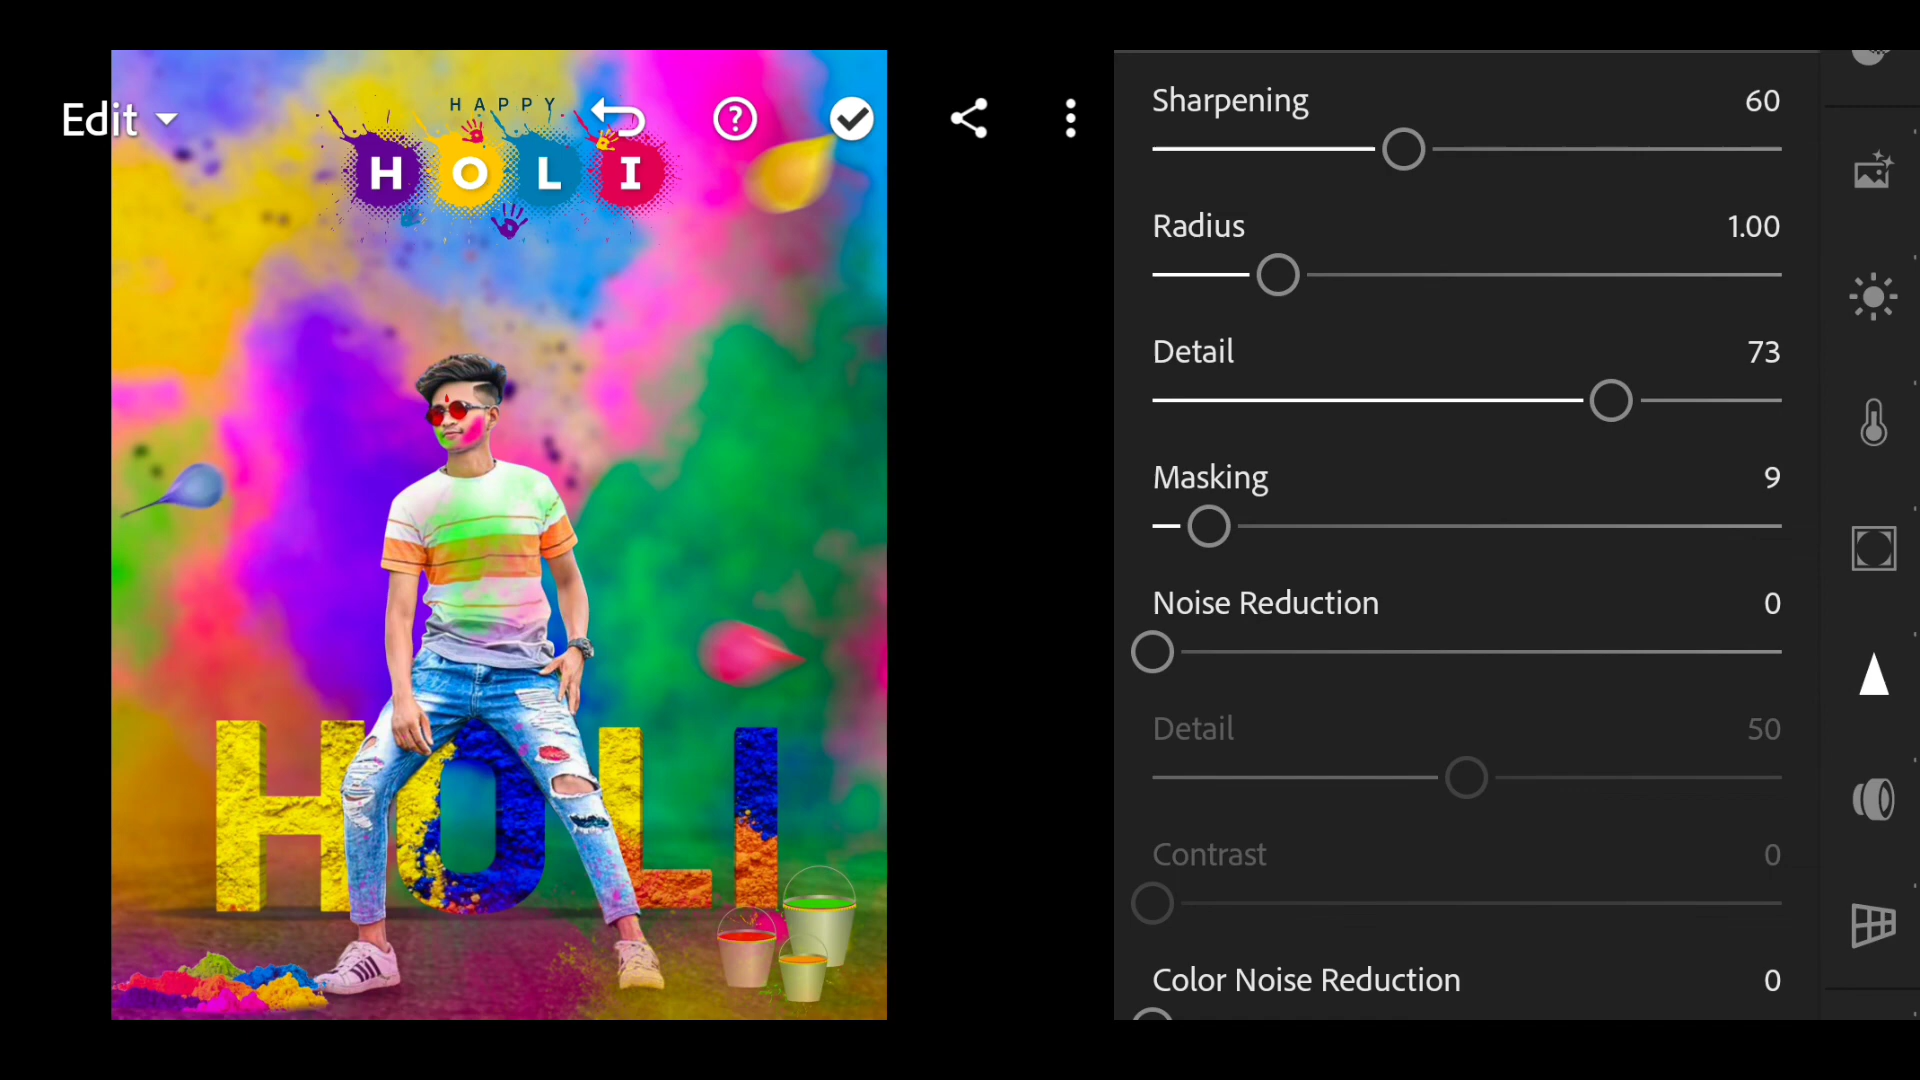 Edit
HAPPY
HOLI
?
HOLI
Sharpening 60
Radius 1.00
Detail 73
Masking 9
Noise Reduction 0
Detail 50
Contrast 0
Color Noise Reduction 0